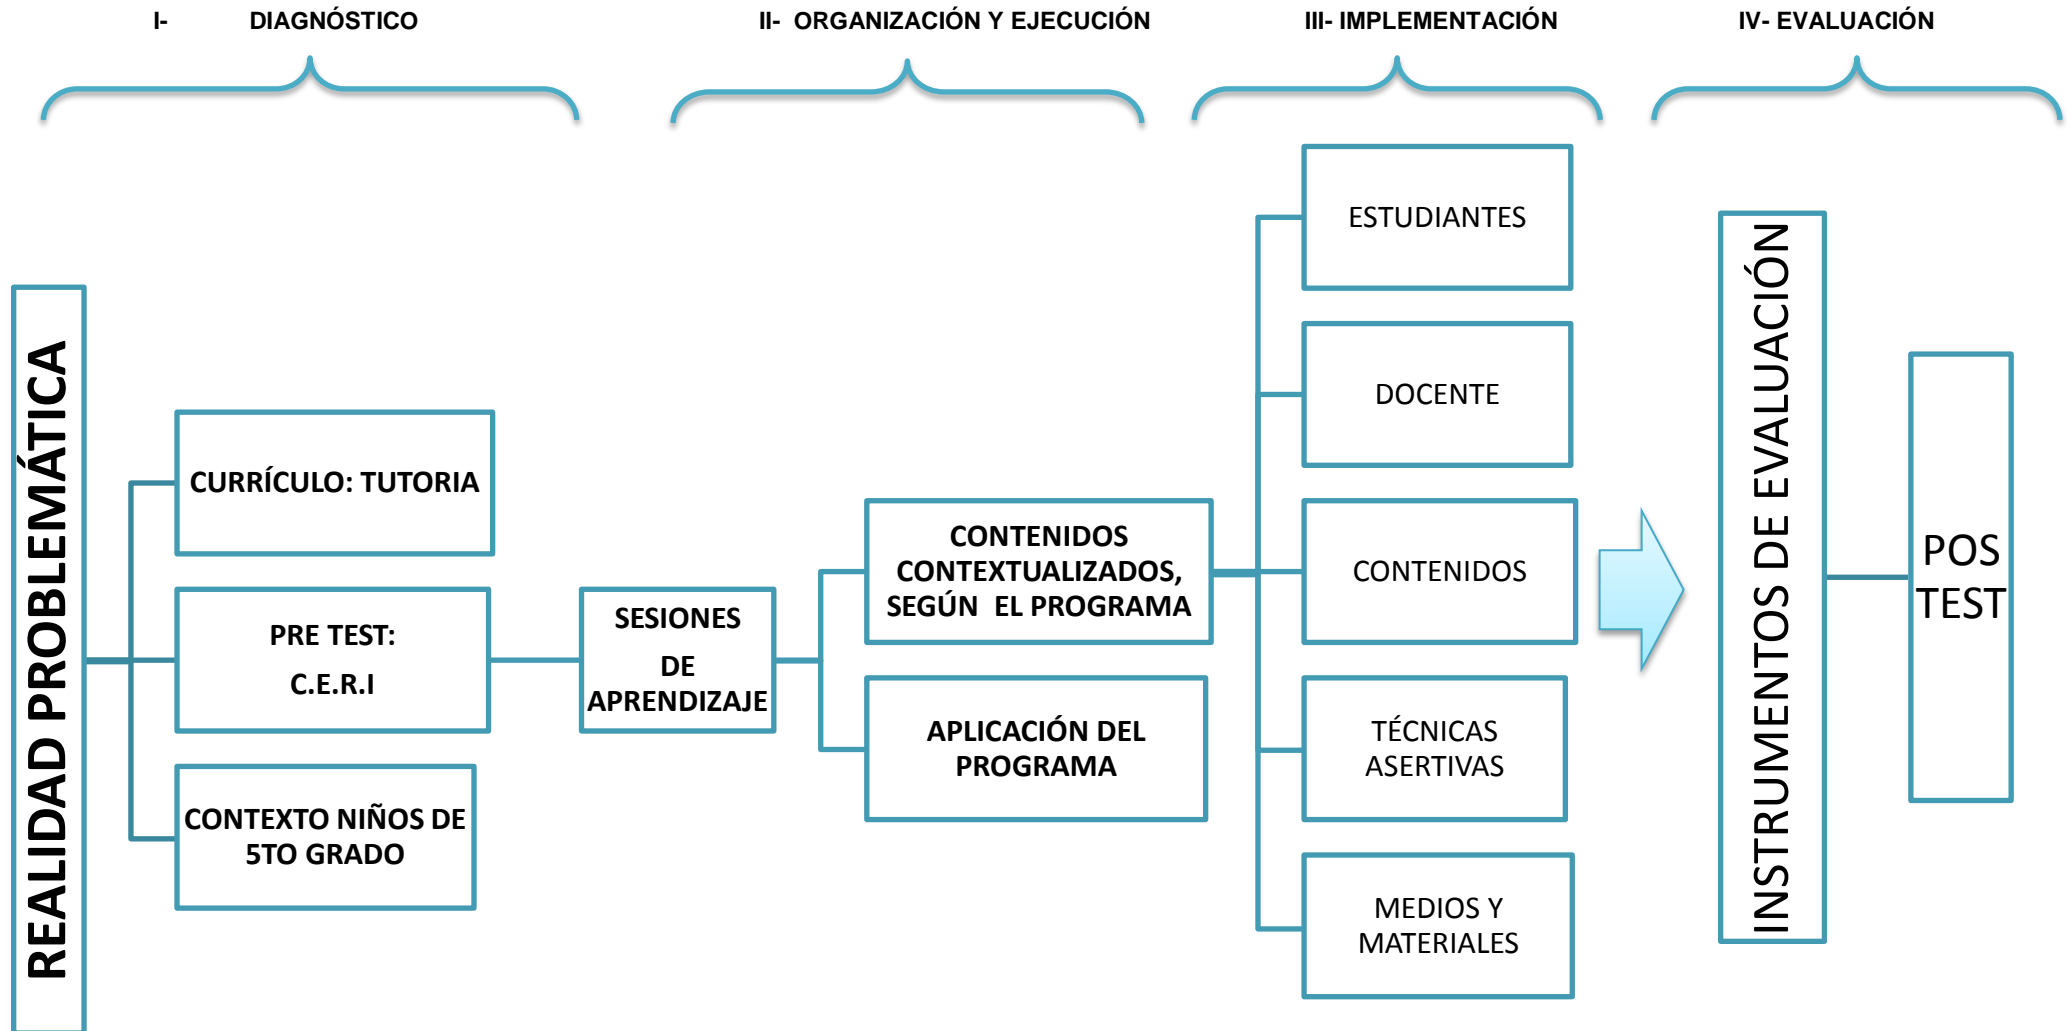 I- DIAGNÓSTICO
II- ORGANIZACIÓN Y EJECUCIÓN
III- IMPLEMENTACIÓN
IV- EVALUACIÓN
REALIDAD PROBLEMÁTICA
CURRÍCULO: TUTORIA
PRE TEST:
C.E.R.I
CONTEXTO NIÑOS DE
5TO GRADO
SESIONES
DE
APRENDIZAJE
CONTENIDOS
CONTEXTUALIZADOS,
SEGÚN EL PROGRAMA
APLICACIÓN DEL
PROGRAMA
ESTUDIANTES
DOCENTE
CONTENIDOS
TÉCNICAS
ASERTIVAS
MEDIOS Y
MATERIALES
INSTRUMENTOS DE EVALUACIÓN
POS
TEST